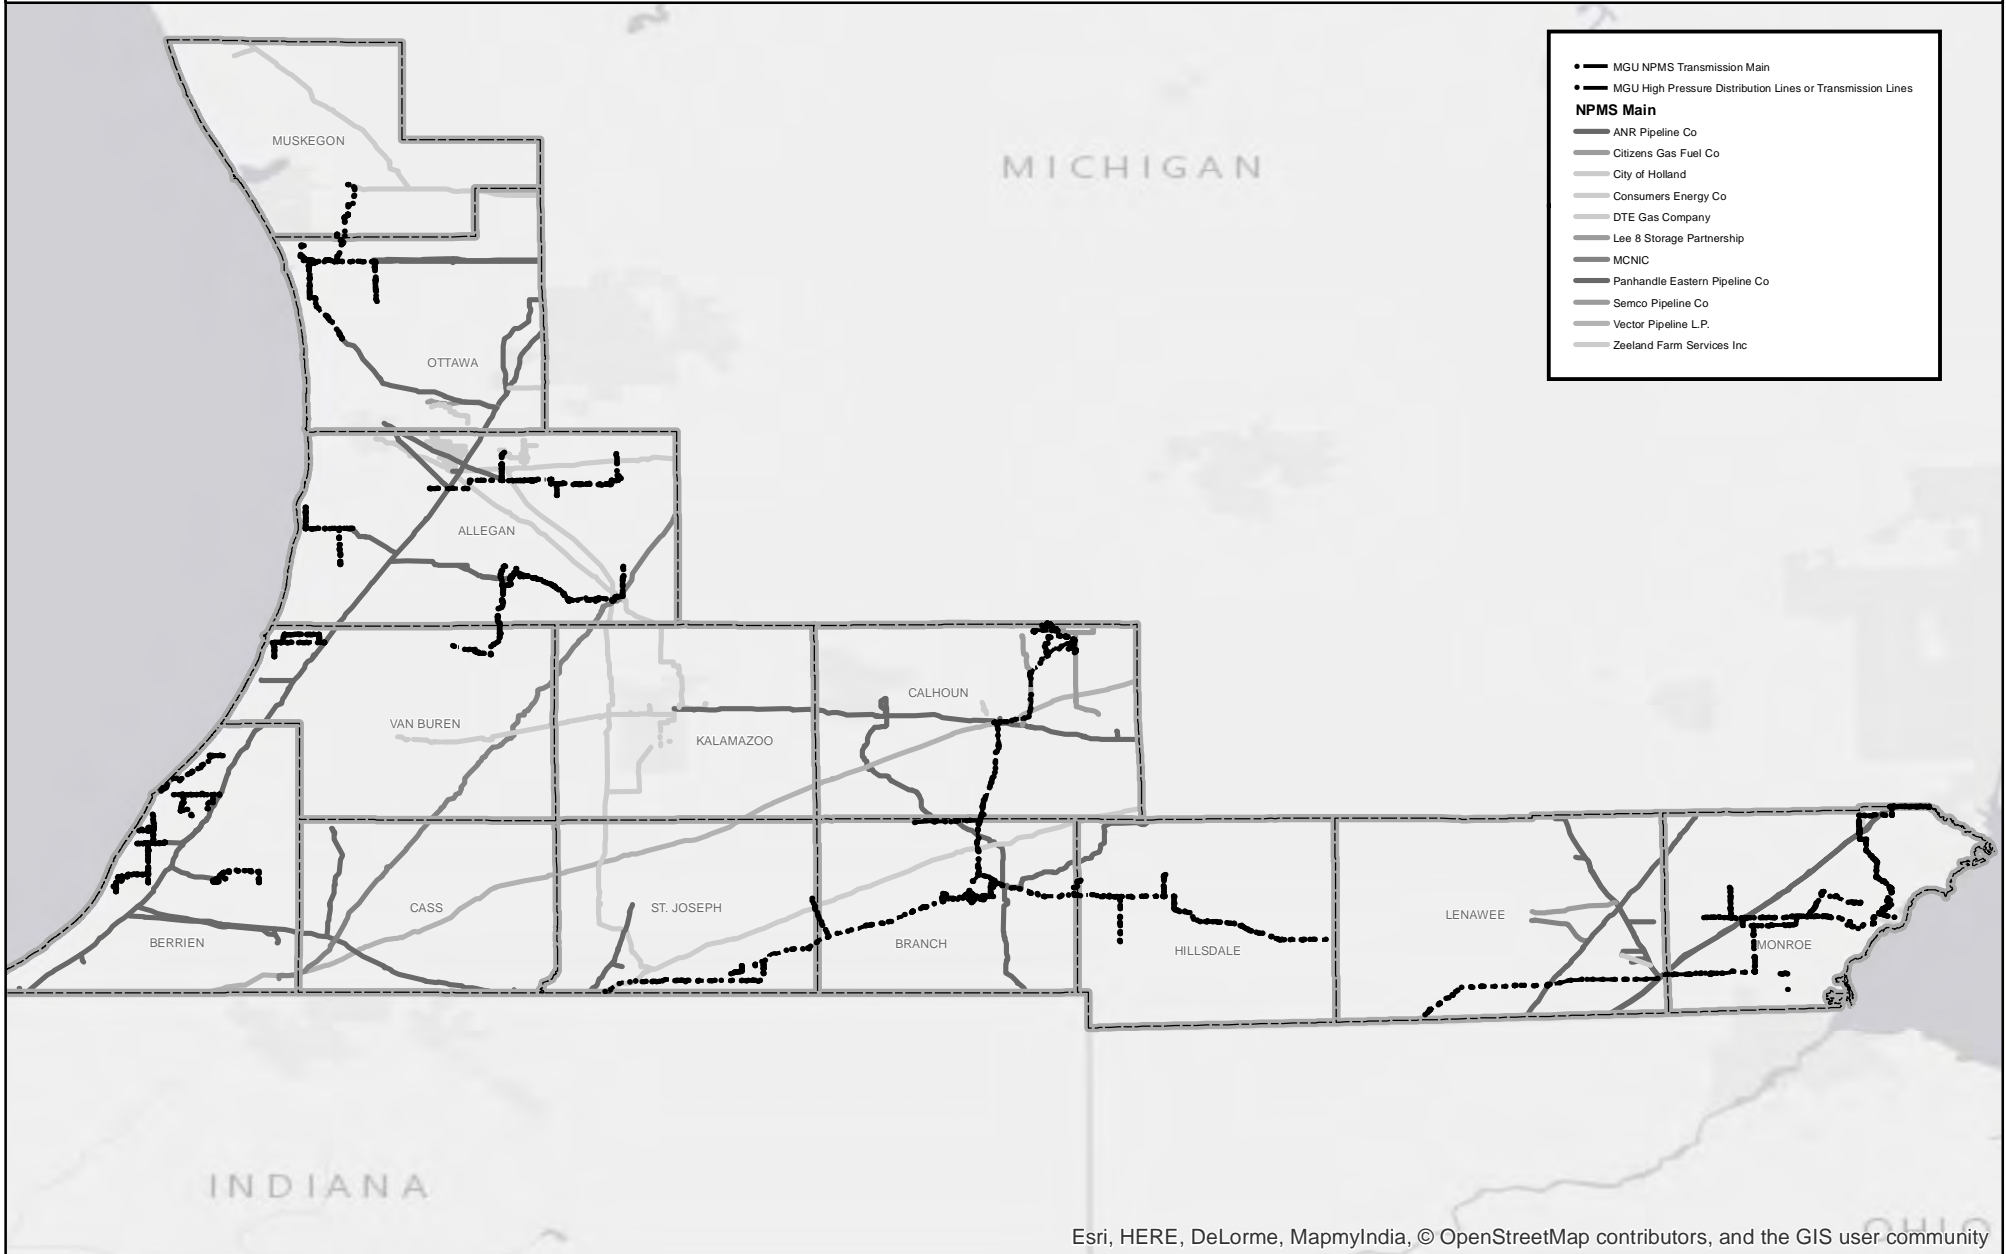 MGU NPMS Transmission Main
MGU High Pressure Distribution Lines or Transmission Lines
NPMS Main
ANR Pipeline Co
Citizens Gas Fuel Co
City of Holland
Consumers Energy Co
DTE Gas Company
Lee 8 Storage Partnership
MCNIC
Panhandle Eastern Pipeline Co
Semco Pipeline Co
Vector Pipeline L.P.
Zeeland Farm Services Inc
MUSKEGON
MICHIGAN
OTTAWA
ALLEGAN
VAN BUREN
KALAMAZOO
CALHOUN
BERRIEN
CASS
ST. JOSEPH
BRANCH
HILLSDALE
LENAWEE
MONROE
INDIANA
OHIO
Esri, HERE, DeLorme, MapmyIndia, © OpenStreetMap contributors, and the GIS user community